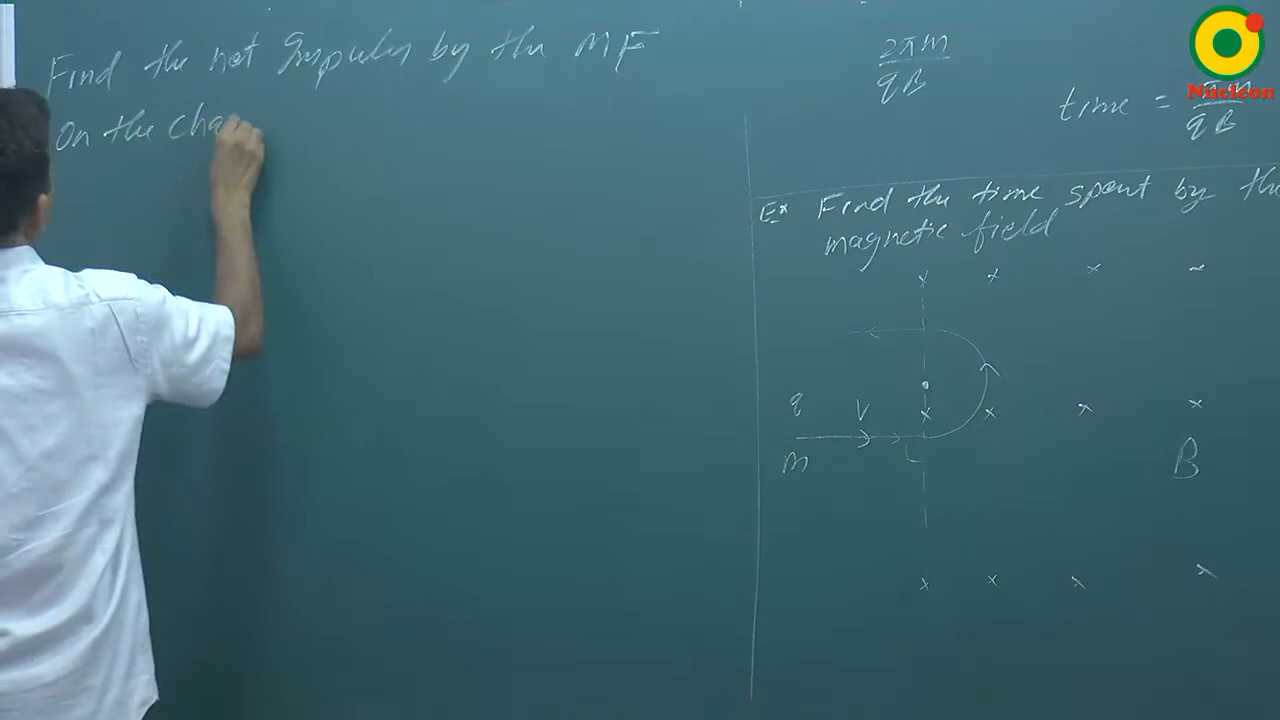 Find the net Impulse by the MF
On the cha
2πm
qB
time = πm
qB
Nucleon
Ex Find the time spent by the
magnetic field
x x x x
q V x x x x
m
B
x x x x